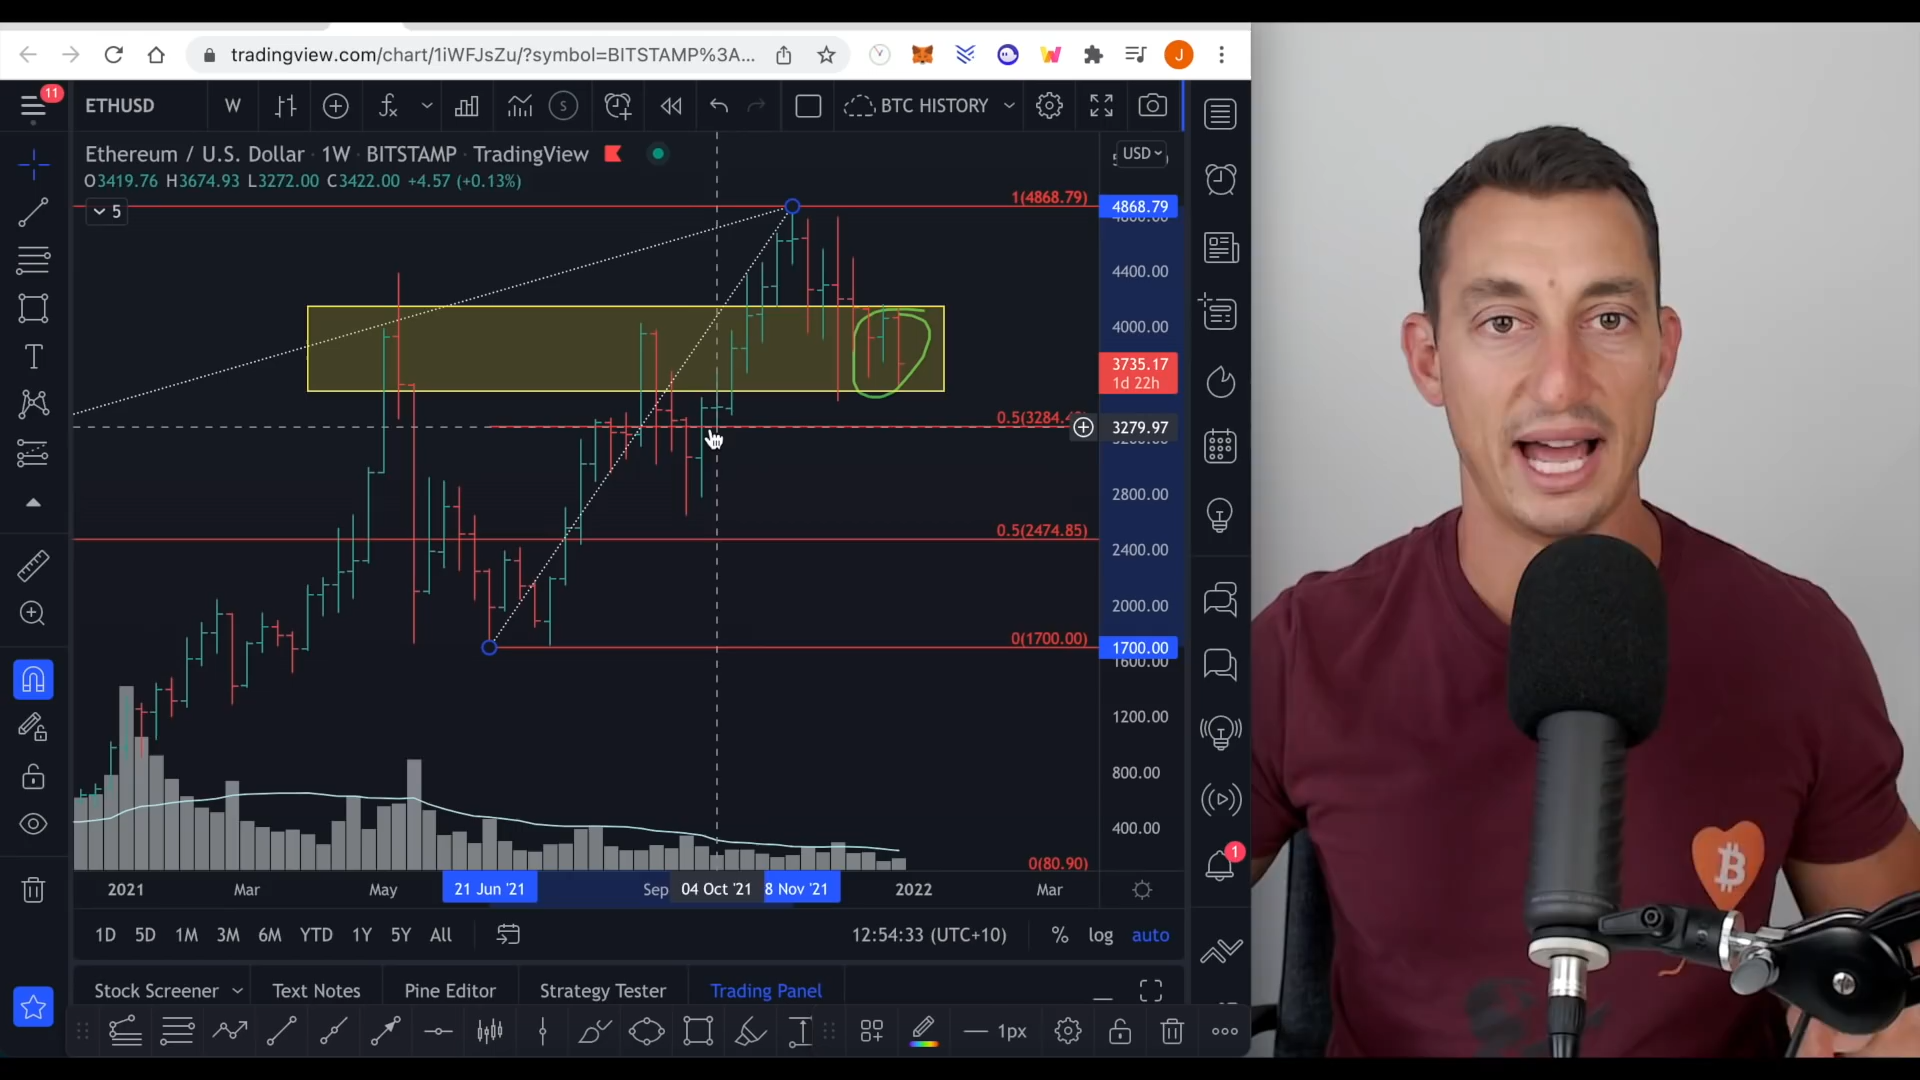 tradingview.com/chart/1iWFJsZu/?symbol=BITSTAMP%3A...
J
11
ETHUSD
W
S
BTC HISTORY
Ethereum / U.S. Dollar · 1W · BITSTAMP · TradingView
USD
O3419.76 H3674.93 L3272.00 C3422.00 +4.57 (+0.13%)
5
1(4868.79)
4868.79
4400.00
4000.00
3735.17
1d 22h
0.5(3284.
3279.97
2800.00
0.5(2474.85)
2400.00
2000.00
0(1700.00)
1700.00
1600.00
1200.00
800.00
400.00
0(80.90)
1
2021 Mar May 21 Jun '21 Sep 04 Oct '21 8 Nov '21 2022 Mar
1D 5D 1M 3M 6M YTD 1Y 5Y All 12:54:33 (UTC+10) % log auto
Stock Screener Text Notes Pine Editor Strategy Tester Trading Panel
1px